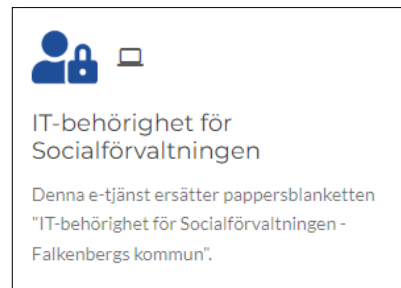 IT-behörighet för
Socialförvaltningen
Denna e-tjänst ersätter pappersblanketten
"IT-behörighet för Socialförvaltningen -
Falkenbergs kommun".